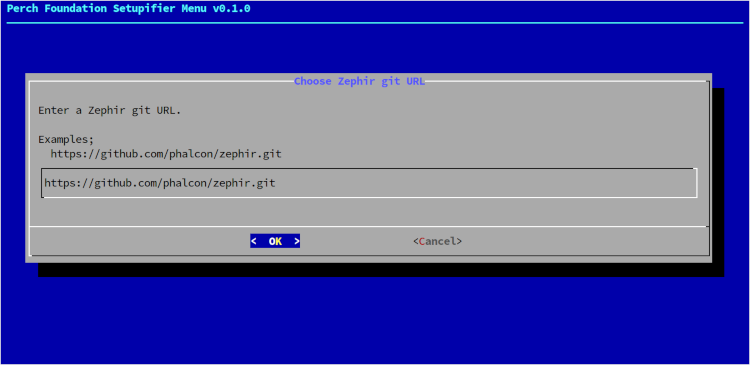 Perch Foundation Setupifier Menu v0.1.0
Choose Zephir git URL
Enter a Zephir git URL.
Examples;
https://github.com/phalcon/zephir.git
https://github.com/phalcon/zephir.git
< OK > <Cancel>